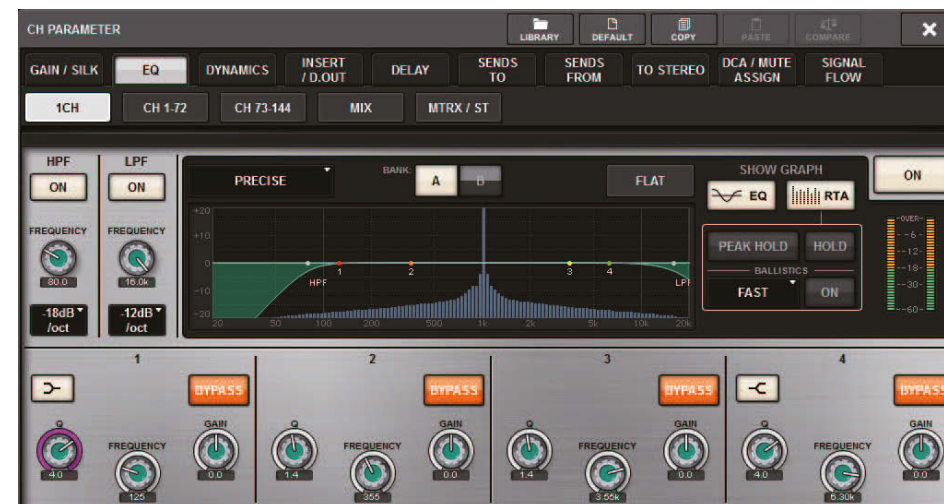 CH PARAMETER LIBRARY DEFAULT COPY PASTE COMPARE
GAIN / SILK EQ DYNAMICS INSERT / D.OUT DELAY SENDS TO SENDS FROM TO STEREO DCA / MUTE ASSIGN SIGNAL FLOW
1CH CH 1-72 CH 73-144 MIX MTRX / ST
HPF LPF
ON ON PRECISE BANK: A B FLAT SHOW GRAPH ON
EQ RTA
FREQUENCY FREQUENCY
80.0 16.0k
-18dB /oct -12dB /oct
+20
+10
0
-10
-20
HPF 1 2 3 4
20 50 100 200 500 1k 2k 5k 10k 20k
PEAK HOLD HOLD
BALLISTICS
FAST ON
-OVER-
--6-
--12-
--18-
--30-
--60-
1 2 3 4
BYPASS BYPASS BYPASS BYPASS
Q FREQUENCY GAIN Q FREQUENCY GAIN Q FREQUENCY GAIN Q FREQUENCY GAIN
4.0 125 0.0 1.4 355 0.0 1.4 3.55k 0.0 4.0 6.30k 0.0